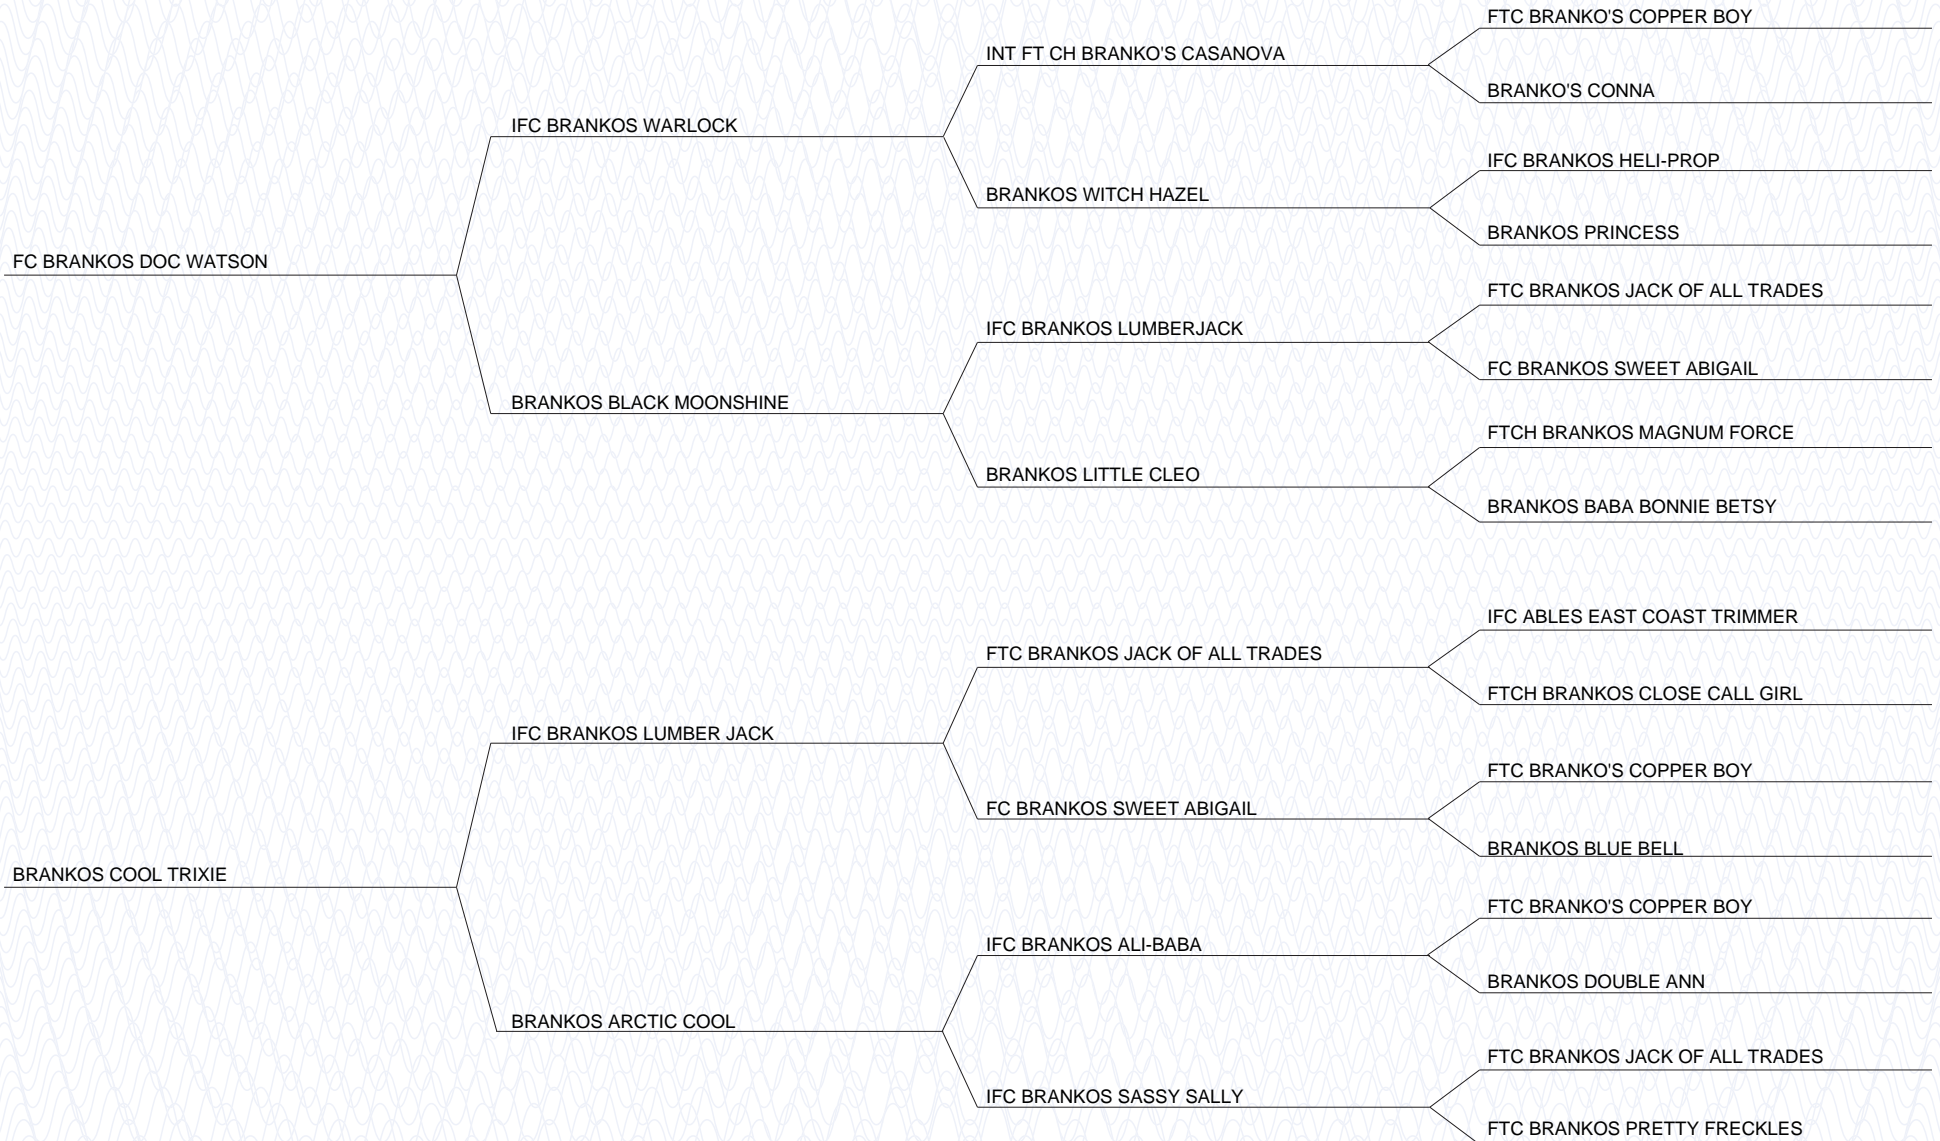 FTC BRANKO'S COPPER BOY
INT FT CH BRANKO'S CASANOVA
BRANKO'S CONNA
IFC BRANKOS WARLOCK
IFC BRANKOS HELI-PROP
BRANKOS WITCH HAZEL
BRANKOS PRINCESS
FC BRANKOS DOC WATSON
FTC BRANKOS JACK OF ALL TRADES
IFC BRANKOS LUMBERJACK
FC BRANKOS SWEET ABIGAIL
BRANKOS BLACK MOONSHINE
FTCH BRANKOS MAGNUM FORCE
BRANKOS LITTLE CLEO
BRANKOS BABA BONNIE BETSY
IFC ABLES EAST COAST TRIMMER
FTC BRANKOS JACK OF ALL TRADES
FTCH BRANKOS CLOSE CALL GIRL
IFC BRANKOS LUMBER JACK
FTC BRANKO'S COPPER BOY
FC BRANKOS SWEET ABIGAIL
BRANKOS BLUE BELL
BRANKOS COOL TRIXIE
FTC BRANKO'S COPPER BOY
IFC BRANKOS ALI-BABA
BRANKOS DOUBLE ANN
BRANKOS ARCTIC COOL
FTC BRANKOS JACK OF ALL TRADES
IFC BRANKOS SASSY SALLY
FTC BRANKOS PRETTY FRECKLES